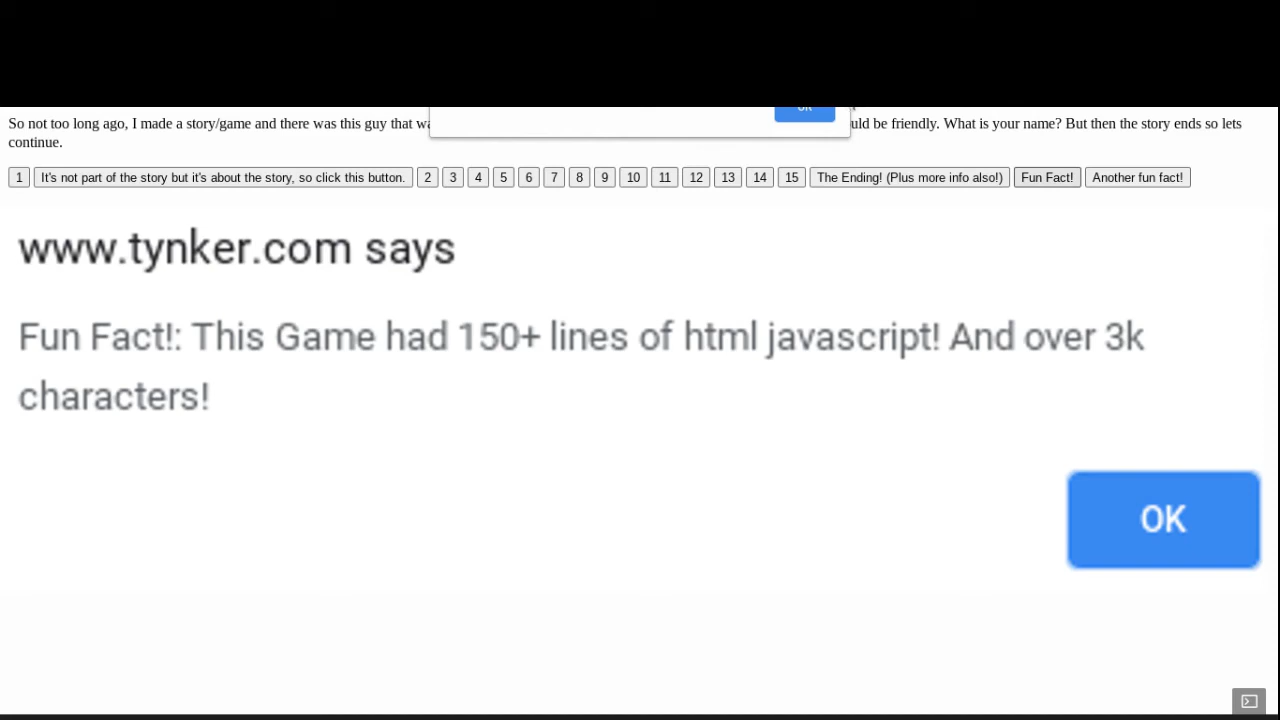 So not too long ago, I made a story/game and there was this guy that uld be friendly. What is your name? But then the story ends so lets
continue.
1 It's not part of the story but it's about the story, so click this button. 2 3 4 5 6 7 8 9 10 11 12 13 14 15 The Ending! (Plus more info also!) Fun Fact! Another fun fact!
www.tynker.com says
Fun Fact!: This Game had 150+ lines of html javascript! And over 3k
characters!
OK